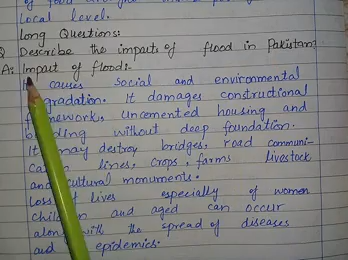 of food
Local level.
Long Questions:
Q Describe the impacts of flood in Pakistan?
A: Impact of flood:
It causes social and environmental
gradation. It damages constructional
framework, Uncemented housing and
building without deep foundation.
It may destroy bridges, road communi-
cation lines, crops, farms livestock
and cultural monuments.
Loss of lives especially of women
children and aged can occur
along with the spread of diseases
and epidemics.